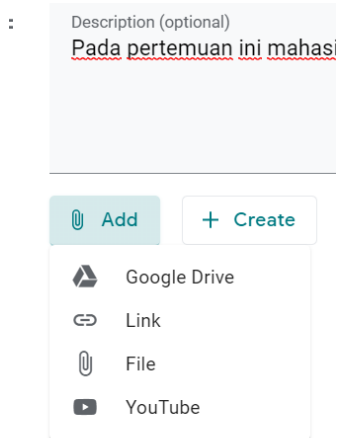 Description (optional)
Pada pertemuan ini mahasi
Add
+ Create
Google Drive
Link
File
YouTube